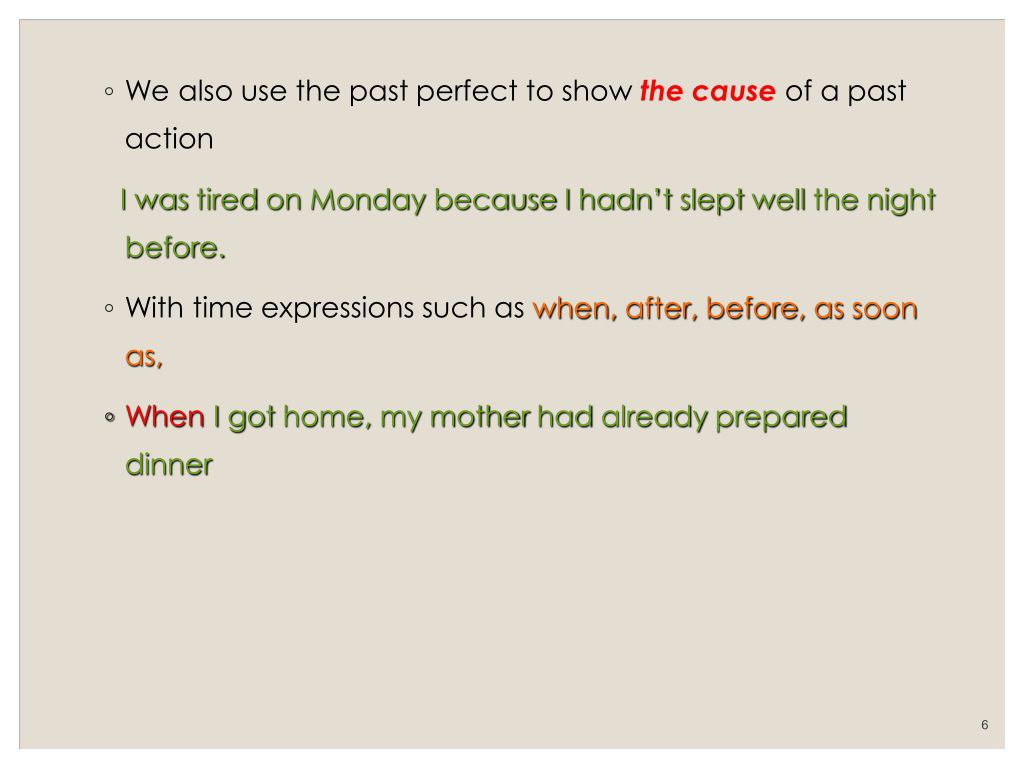 ◦ We also use the past perfect to show the cause of a past
action
I was tired on Monday because I hadn’t slept well the night
before.
◦ With time expressions such as when, after, before, as soon
as,
◦ When I got home, my mother had already prepared
dinner
6